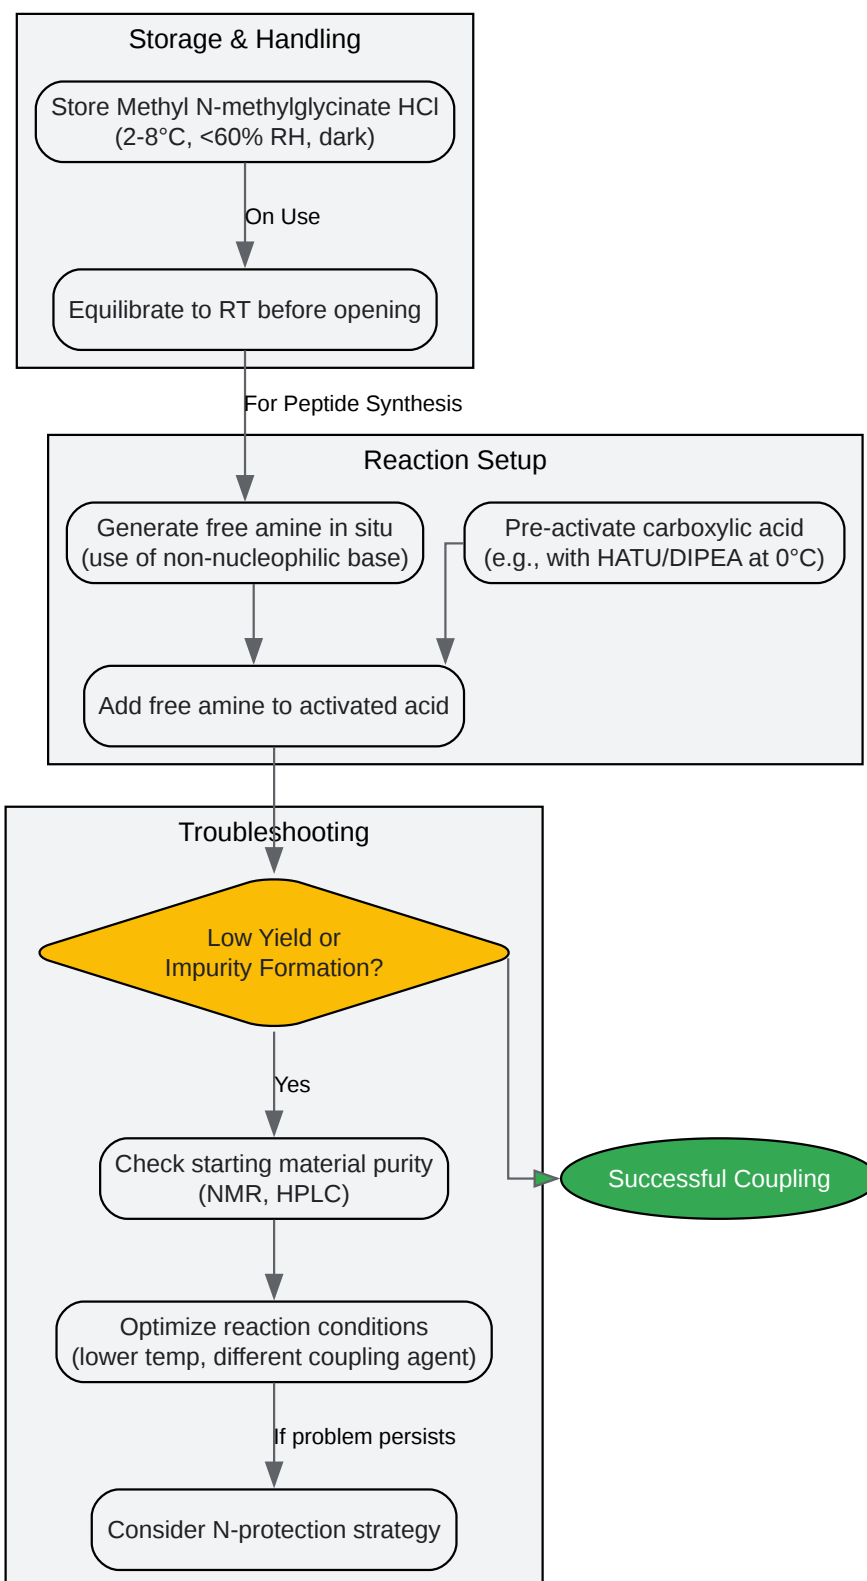 Storage & Handling
Store Methyl N-methylglycinate HCl
(2-8°C, <60% RH, dark)
On Use
Equilibrate to RT before opening
For Peptide Synthesis
Reaction Setup
Generate free amine in situ
(use of non-nucleophilic base)
Pre-activate carboxylic acid
(e.g., with HATU/DIPEA at 0°C)
Add free amine to activated acid
Troubleshooting
Low Yield or
Impurity Formation?
Yes
Check starting material purity
(NMR, HPLC)
Successful Coupling
Optimize reaction conditions
(lower temp, different coupling agent)
If problem persists
Consider N-protection strategy